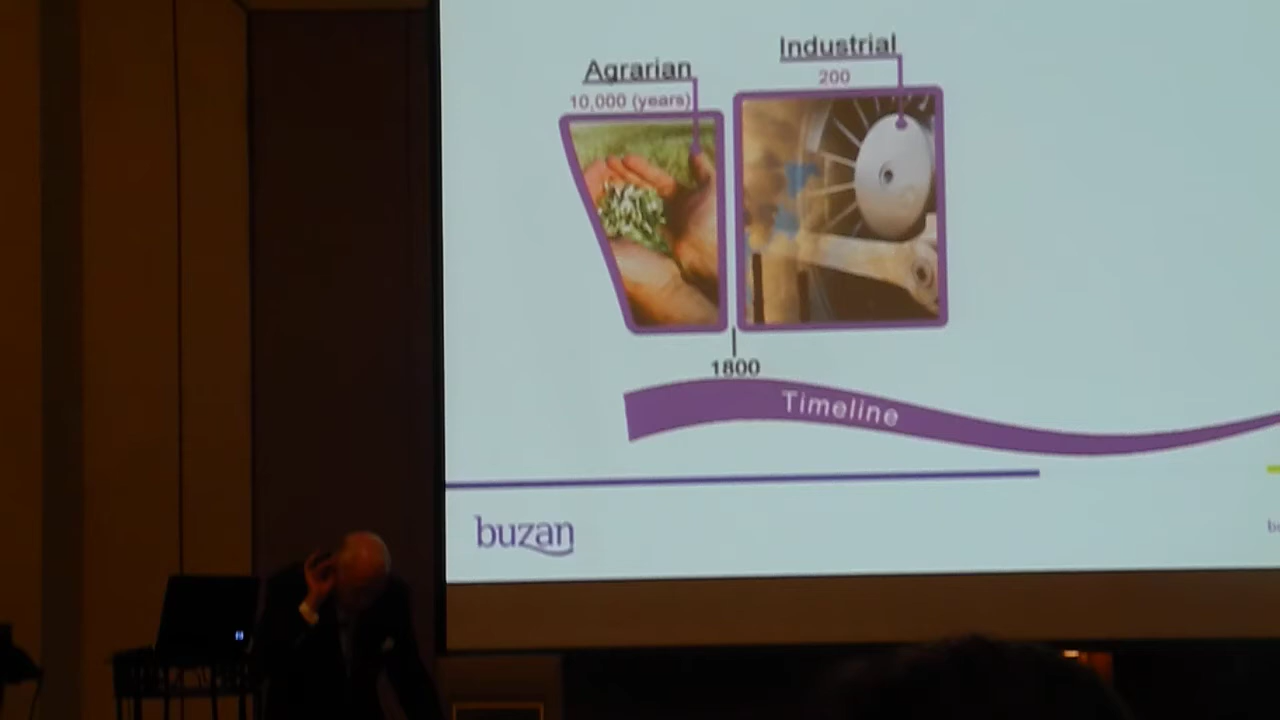 Agrarian
10,000 (years)
Industrial
200
1800
Timeline
buzan